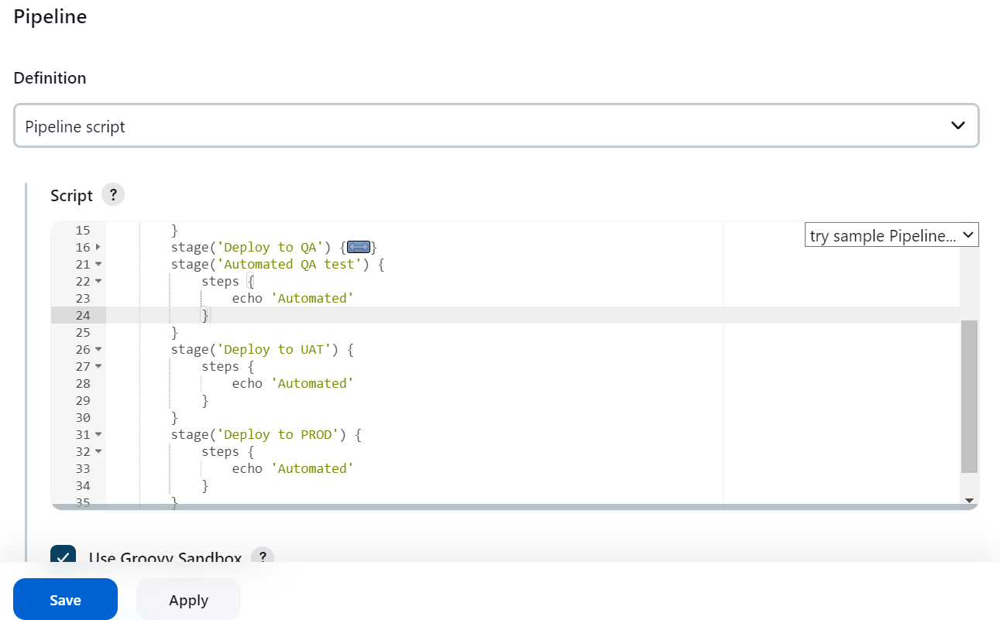 Pipeline
Definition
Pipeline script
Script ?
try sample Pipeline...
15 }
16 stage('Deploy to QA') {}
21 stage('Automated QA test') {
22 steps {
23 echo 'Automated'
24 }
25 }
26 stage('Deploy to UAT') {
27 steps {
28 echo 'Automated'
29 }
30 }
31 stage('Deploy to PROD') {
32 steps {
33 echo 'Automated'
34 }
35 }
Use Groovy Sandbox ?
Save Apply